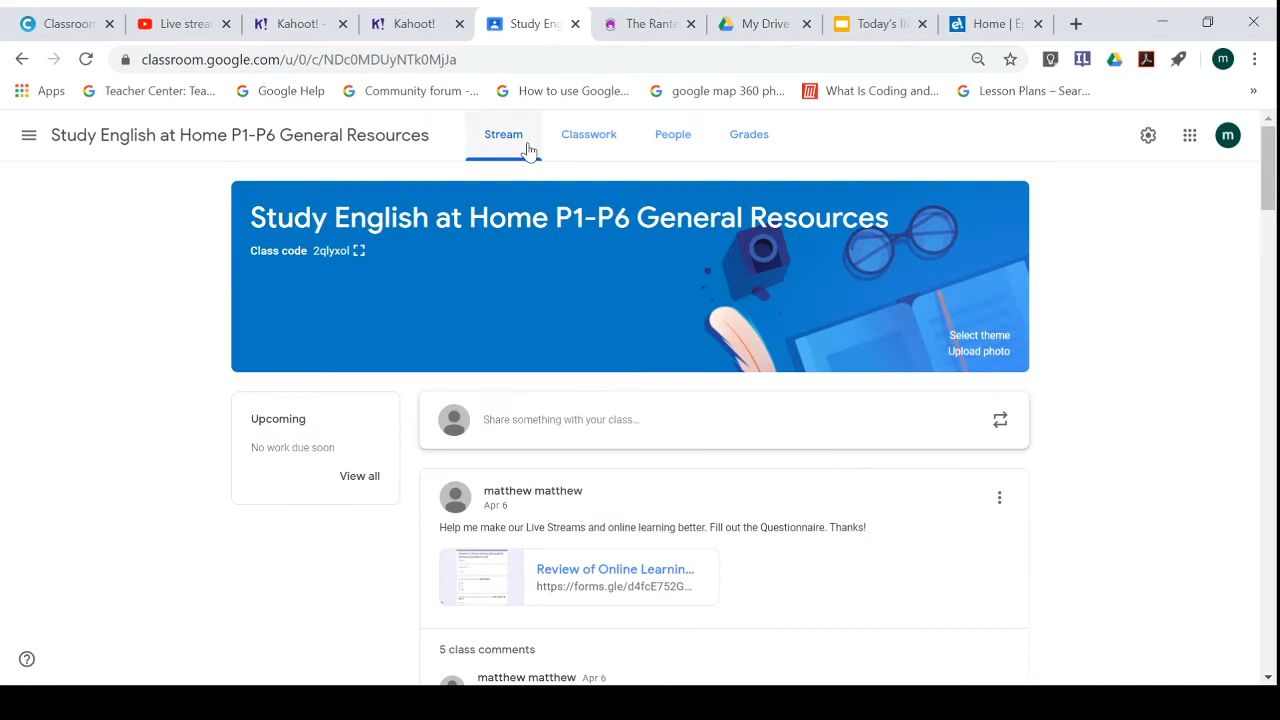 Classroom
Live strea
Kahoot! -
Kahoot!
Study Eng
The Rante
My Drive
Today's li
Home | Ep
classroom.google.com/u/0/c/NDc0MDUyNTk0MjJa
m
Apps
Teacher Center: Tea...
Google Help
Community forum -...
How to use Google...
google map 360 ph...
What Is Coding and...
Lesson Plans – Sear...
Study English at Home P1-P6 General Resources
Stream
Classwork
People
Grades
m
Study English at Home P1-P6 General Resources
Class code 2qlyxol
Select theme
Upload photo
Upcoming
No work due soon
View all
Share something with your class...
matthew matthew
Apr 6
Help me make our Live Streams and online learning better. Fill out the Questionnaire. Thanks!
Review of Online Learnin...
https://forms.gle/d4fcE752G...
5 class comments
matthew matthew Apr 6